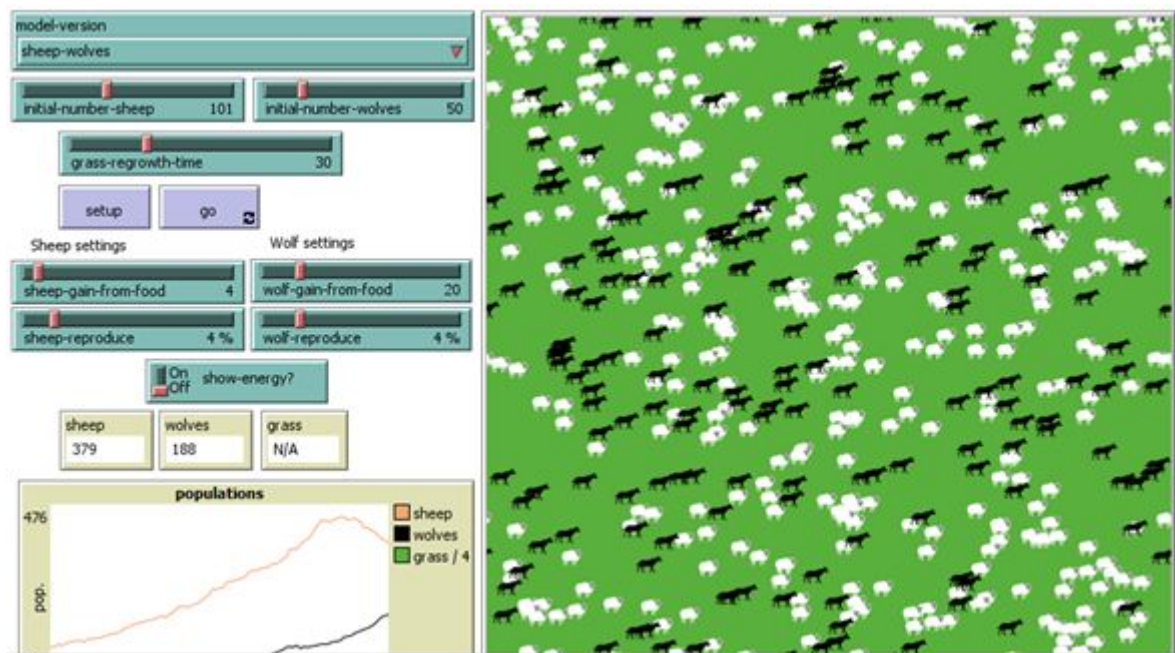 model-version
sheep-wolves
initial-number-sheep 101
initial-number-wolves 50
grass-regrowth-time 30
setup
go
Sheep settings
Wolf settings
sheep-gain-from-food 4
wolf-gain-from-food 20
sheep-reproduce 4 %
wolf-reproduce 4 %
On
Off
show-energy?
sheep
379
wolves
188
grass
N/A
populations
476
pop.
sheep
wolves
grass / 4